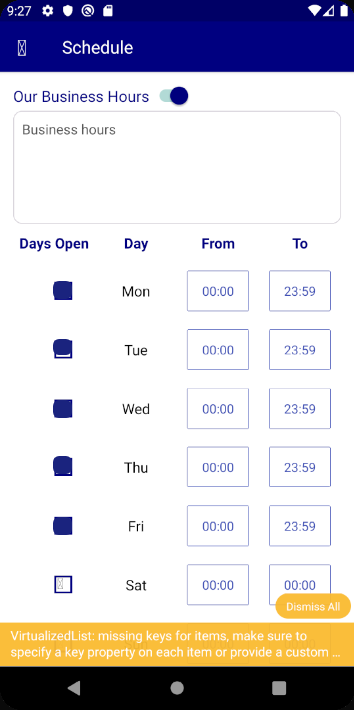 9:27
Schedule
Our Business Hours
Business hours
Days Open Day From To
Mon 00:00 23:59
Tue 00:00 23:59
Wed 00:00 23:59
Thu 00:00 23:59
Fri 00:00 23:59
Sat 00:00 00:00
Dismiss All
VirtualizedList: missing keys for items, make sure to
specify a key property on each item or provide a custom ...